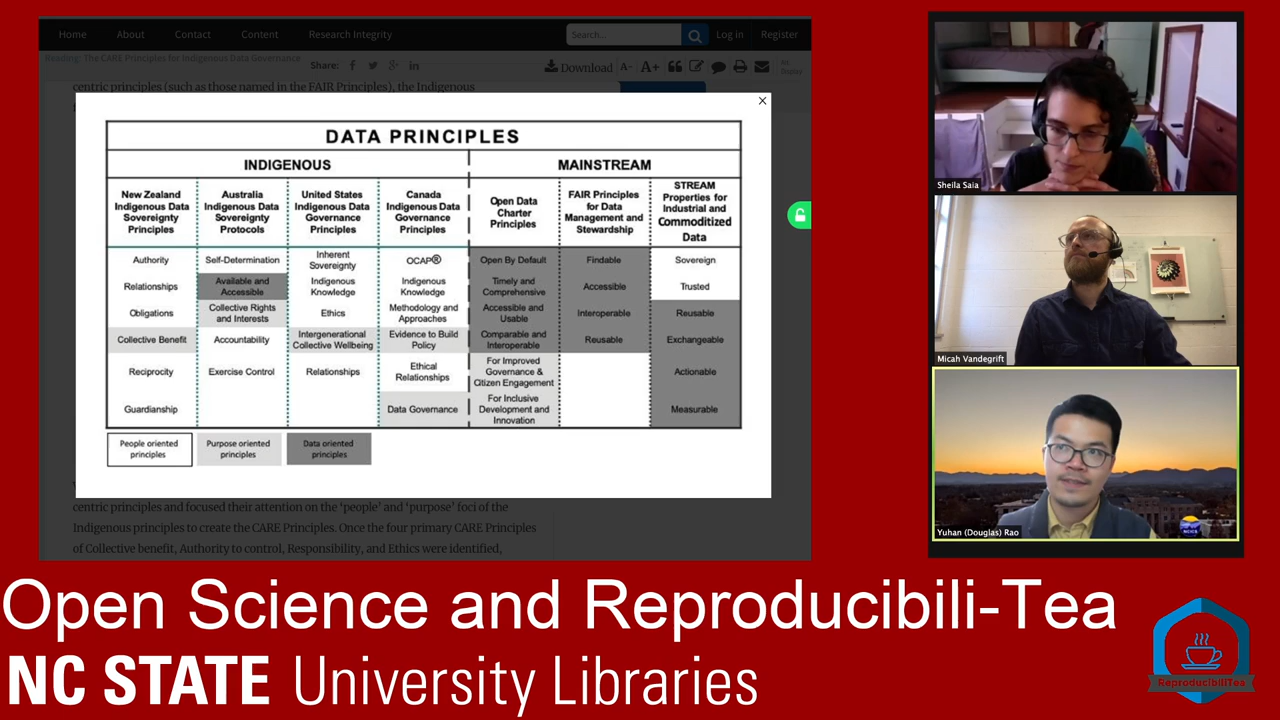 Home About Contact Content Research Integrity Search... Log in Register
Reading: The CARE Principles for Indigenous Data Governance Share: Download A- A+
centric principles (such as those named in the FAIR Principles), the Indigenous
DATA PRINCIPLES
INDIGENOUS MAINSTREAM
New Zealand
Indigenous Data
Sovereignty
Principles
Australia
Indigenous Data
Sovereignty
Protocols
United States
Indigenous Data
Governance
Principles
Canada
Indigenous Data
Governance
Principles
Open Data
Charter
Principles
FAIR Principles
for Data
Management and
Stewardship
STREAM
Properties for
Industrial and
Commoditized
Data
Authority
Relationships
Obligations
Collective Benefit
Reciprocity
Guardianship
Self-Determination
Available and
Accessible
Collective Rights
and Interests
Accountability
Exercise Control
Inherent
Sovereignty
Indigenous
Knowledge
Ethics
Intergenerational
Collective Wellbeing
Relationships
OCAP®
Indigenous
Knowledge
Methodology and
Approaches
Evidence to Build
Policy
Ethical
Relationships
Data Governance
Open By Default
Timely and
Comprehensive
Accessible and
Usable
Comparable and
Interoperable
For Improved
Governance &
Citizen Engagement
For Inclusive
Development and
Innovation
Findable
Accessible
Interoperable
Reusable
Sovereign
Trusted
Reusable
Exchangeable
Actionable
Measurable
People oriented
principles
Purpose oriented
principles
Data oriented
principles
centric principles and focused their attention on the 'people' and 'purpose' foci of the
Indigenous principles to create the CARE Principles. Once the four primary CARE Principles
of Collective benefit, Authority to control, Responsibility, and Ethics were identified,
Sheila Saia
Micah Vandegrift
Yuhan (Douglas) Rao
NCICS
Open Science and Reproducibili-Tea
NC STATE University Libraries
ReproducibiliTea